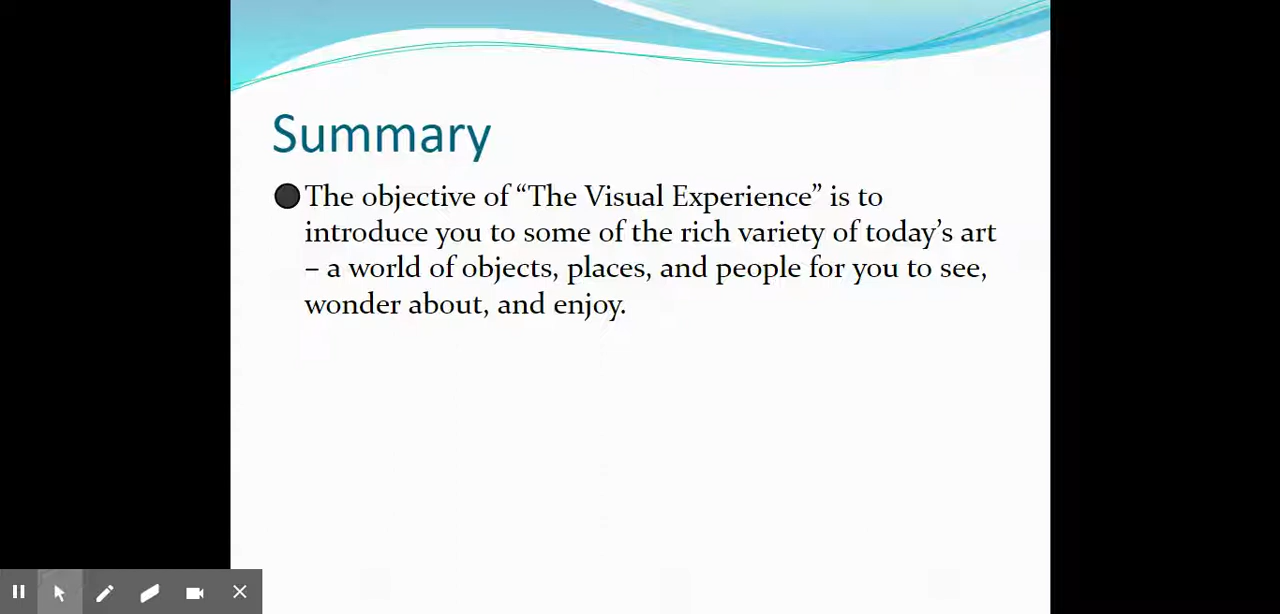 Summary
The objective of “The Visual Experience” is to
introduce you to some of the rich variety of today’s art
– a world of objects, places, and people for you to see,
wonder about, and enjoy.